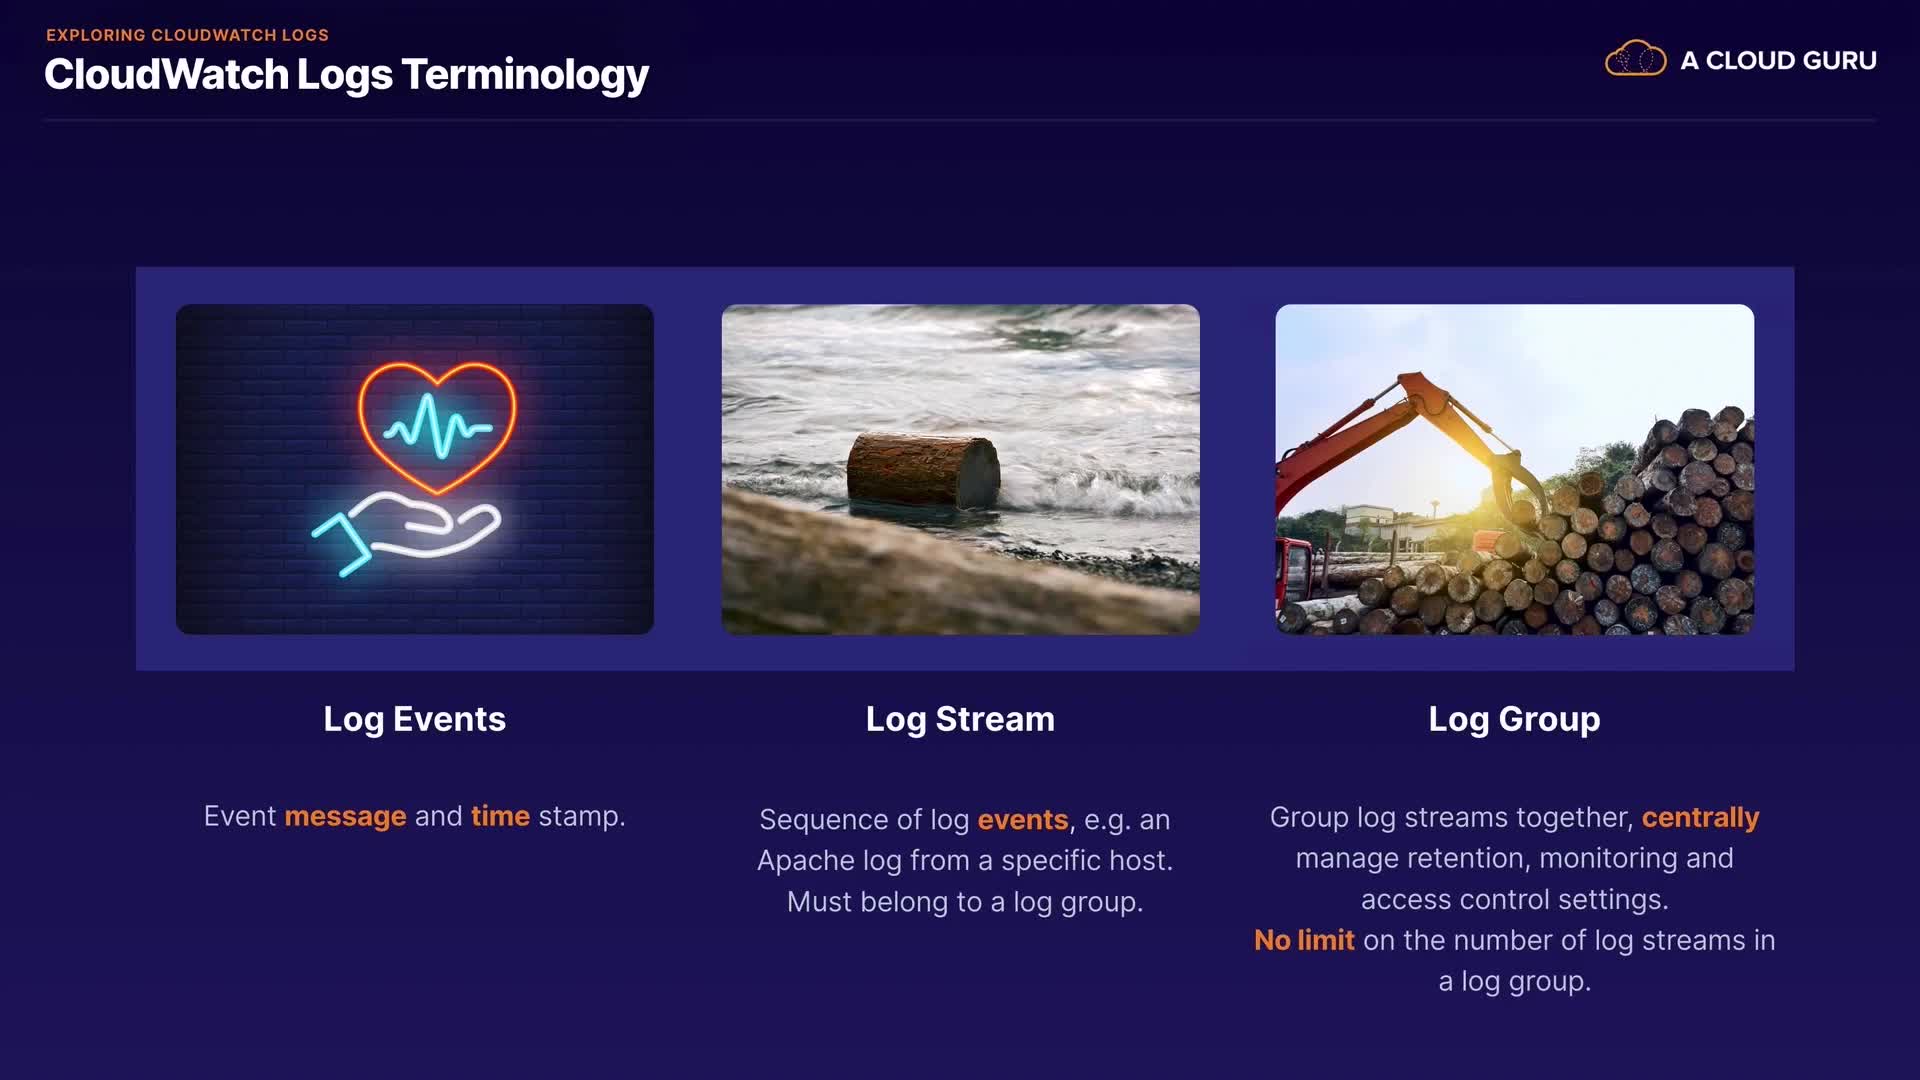 EXPLORING CLOUDWATCH LOGS
CloudWatch Logs Terminology
A CLOUD GURU
Log Events
Event message and time stamp.
Log Stream
Sequence of log events, e.g. an
Apache log from a specific host.
Must belong to a log group.
Log Group
Group log streams together, centrally
manage retention, monitoring and
access control settings.
No limit on the number of log streams in
a log group.